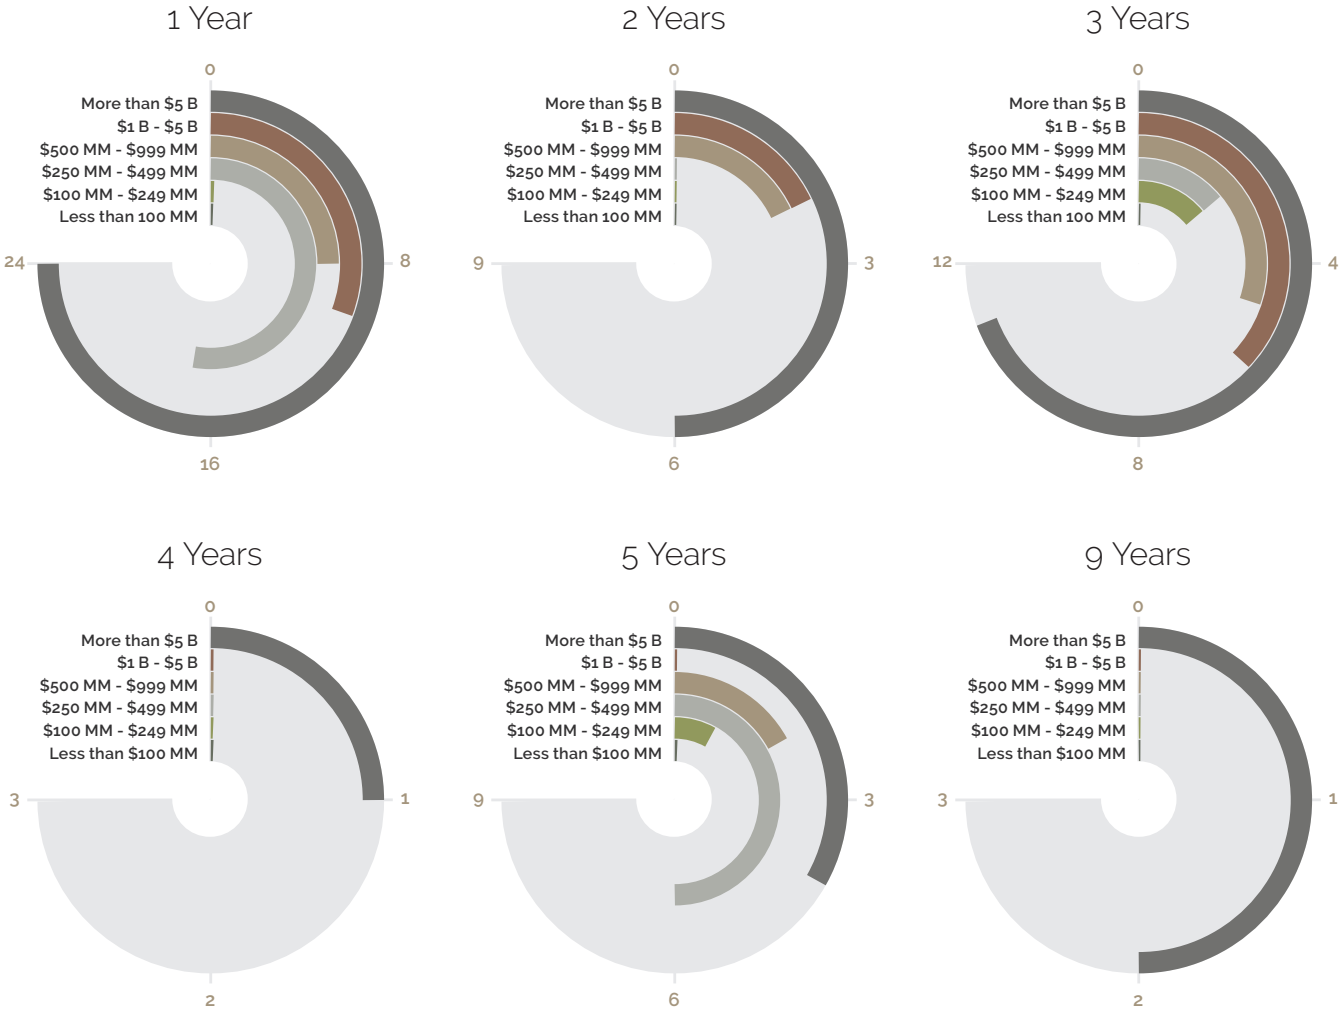 1 Year
0
More than $5 B
$1 B - $5 B
$500 MM - $999 MM
$250 MM - $499 MM
$100 MM - $249 MM
Less than 100 MM
24
8
16
2 Years
0
More than $5 B
$1 B - $5 B
$500 MM - $999 MM
$250 MM - $499 MM
$100 MM - $249 MM
Less than 100 MM
9
3
6
3 Years
0
More than $5 B
$1 B - $5 B
$500 MM - $999 MM
$250 MM - $499 MM
$100 MM - $249 MM
Less than 100 MM
12
4
8
4 Years
0
More than $5 B
$1 B - $5 B
$500 MM - $999 MM
$250 MM - $499 MM
$100 MM - $249 MM
Less than $100 MM
3
1
2
5 Years
0
More than $5 B
$1 B - $5 B
$500 MM - $999 MM
$250 MM - $499 MM
$100 MM - $249 MM
Less than $100 MM
9
3
6
9 Years
0
More than $5 B
$1 B - $5 B
$500 MM - $999 MM
$250 MM - $499 MM
$100 MM - $249 MM
Less than $100 MM
3
1
2